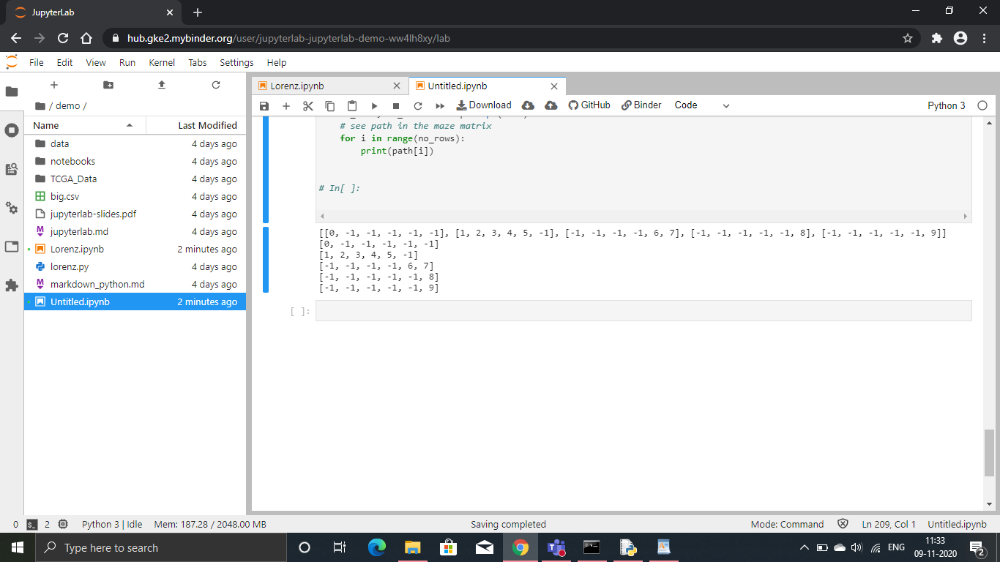 JupyterLab
hub.gke2.mybinder.org/user/jupyterlab-jupyterlab-demo-ww4lh8xy/lab
File Edit View Run Kernel Tabs Settings Help
/ demo /
Name Last Modified
data 4 days ago
notebooks 4 days ago
TCGA_Data 4 days ago
big.csv 4 days ago
jupyterlab-slides.pdf 4 days ago
jupyterlab.md 4 days ago
Lorenz.ipynb 2 minutes ago
lorenz.py 4 days ago
markdown_python.md 4 days ago
Untitled.ipynb 2 minutes ago
Lorenz.ipynb Untitled.ipynb
Download GitHub Binder Code Python 3
# see path in the maze matrix
for i in range(no_rows):
print(path[i])
# In[ ]:
[[0, -1, -1, -1, -1, -1], [1, 2, 3, 4, 5, -1], [-1, -1, -1, -1, 6, 7], [-1, -1, -1, -1, -1, 8], [-1, -1, -1, -1, -1, 9]]
[0, -1, -1, -1, -1, -1]
[1, 2, 3, 4, 5, -1]
[-1, -1, -1, -1, 6, 7]
[-1, -1, -1, -1, -1, 8]
[-1, -1, -1, -1, -1, 9]
[ ]:
0 2 Python 3 | Idle Mem: 187.28 / 2048.00 MB Saving completed Mode: Command Ln 209, Col 1 Untitled.ipynb
Type here to search
ENG
11:33
09-11-2020
2